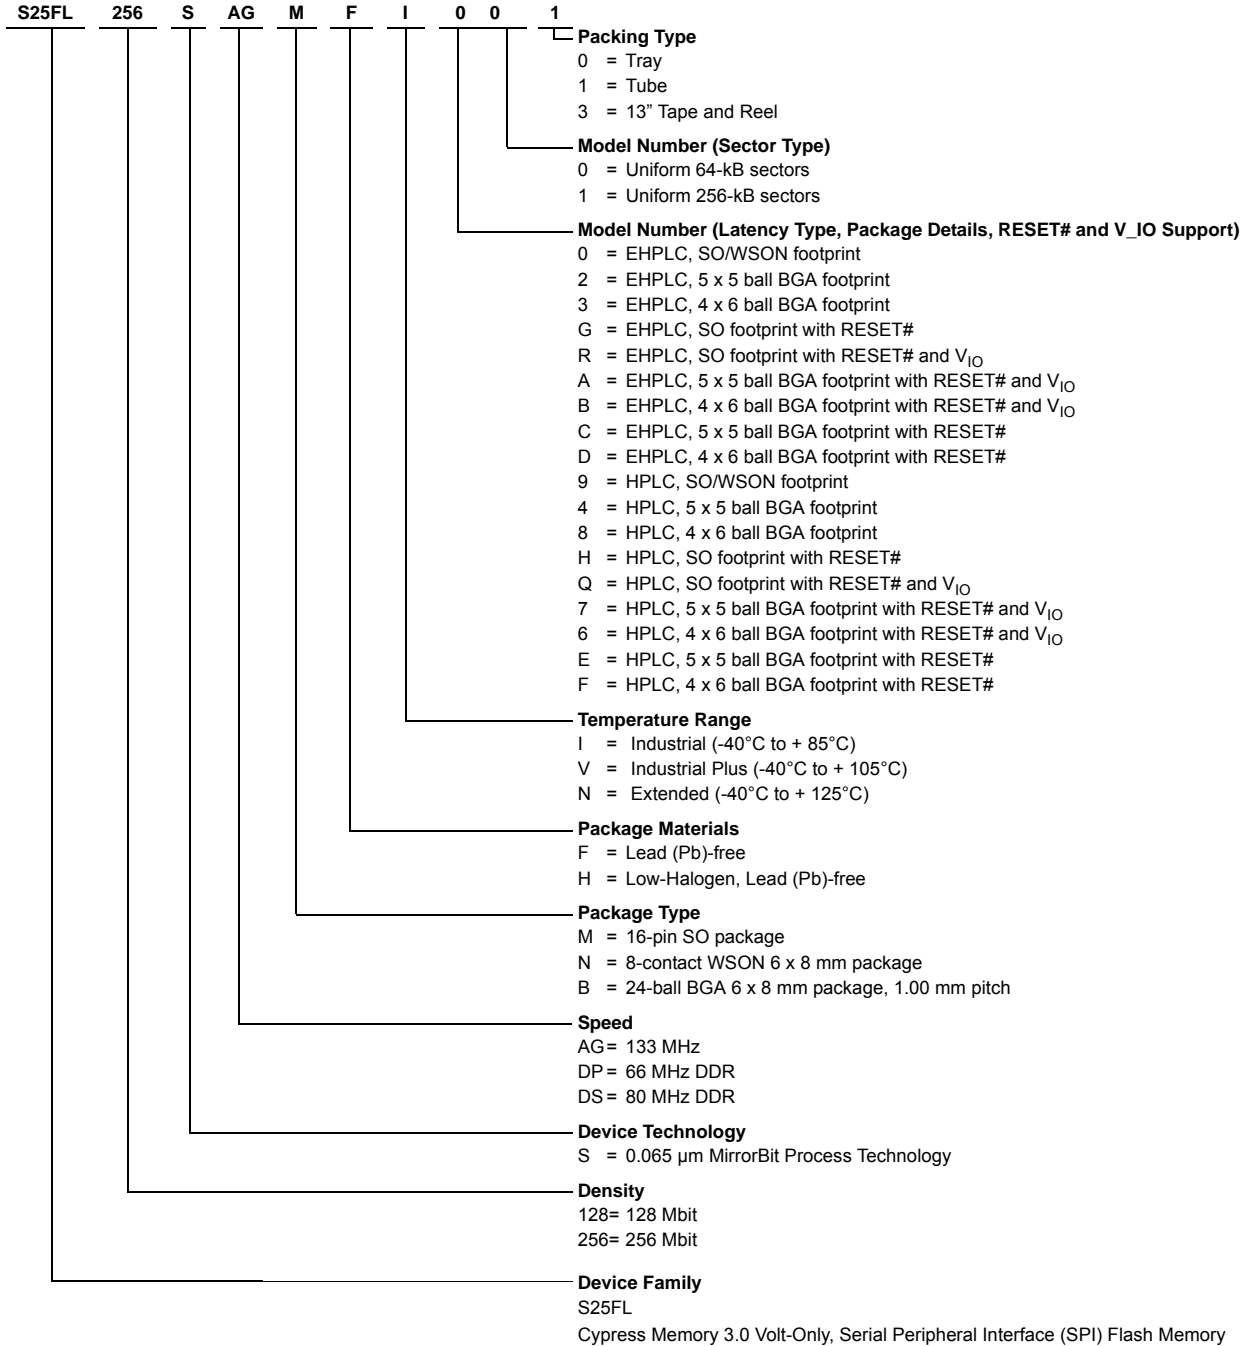 S25FL 256 S AG M F I 0 0 1
Packing Type
0 = Tray
1 = Tube
3 = 13” Tape and Reel
Model Number (Sector Type)
0 = Uniform 64-kB sectors
1 = Uniform 256-kB sectors
Model Number (Latency Type, Package Details, RESET# and V_IO Support)
0 = EHPLC, SO/WSON footprint
2 = EHPLC, 5 x 5 ball BGA footprint
3 = EHPLC, 4 x 6 ball BGA footprint
G = EHPLC, SO footprint with RESET#
R = EHPLC, SO footprint with RESET# and VIO
A = EHPLC, 5 x 5 ball BGA footprint with RESET# and VIO
B = EHPLC, 4 x 6 ball BGA footprint with RESET# and VIO
C = EHPLC, 5 x 5 ball BGA footprint with RESET#
D = EHPLC, 4 x 6 ball BGA footprint with RESET#
9 = HPLC, SO/WSON footprint
4 = HPLC, 5 x 5 ball BGA footprint
8 = HPLC, 4 x 6 ball BGA footprint
H = HPLC, SO footprint with RESET#
Q = HPLC, SO footprint with RESET# and VIO
7 = HPLC, 5 x 5 ball BGA footprint with RESET# and VIO
6 = HPLC, 4 x 6 ball BGA footprint with RESET# and VIO
E = HPLC, 5 x 5 ball BGA footprint with RESET#
F = HPLC, 4 x 6 ball BGA footprint with RESET#
Temperature Range
I = Industrial (-40°C to + 85°C)
V = Industrial Plus (-40°C to + 105°C)
N = Extended (-40°C to + 125°C)
Package Materials
F = Lead (Pb)-free
H = Low-Halogen, Lead (Pb)-free
Package Type
M = 16-pin SO package
N = 8-contact WSON 6 x 8 mm package
B = 24-ball BGA 6 x 8 mm package, 1.00 mm pitch
Speed
AG= 133 MHz
DP= 66 MHz DDR
DS= 80 MHz DDR
Device Technology
S = 0.065 µm MirrorBit Process Technology
Density
128= 128 Mbit
256= 256 Mbit
Device Family
S25FL
Cypress Memory 3.0 Volt-Only, Serial Peripheral Interface (SPI) Flash Memory